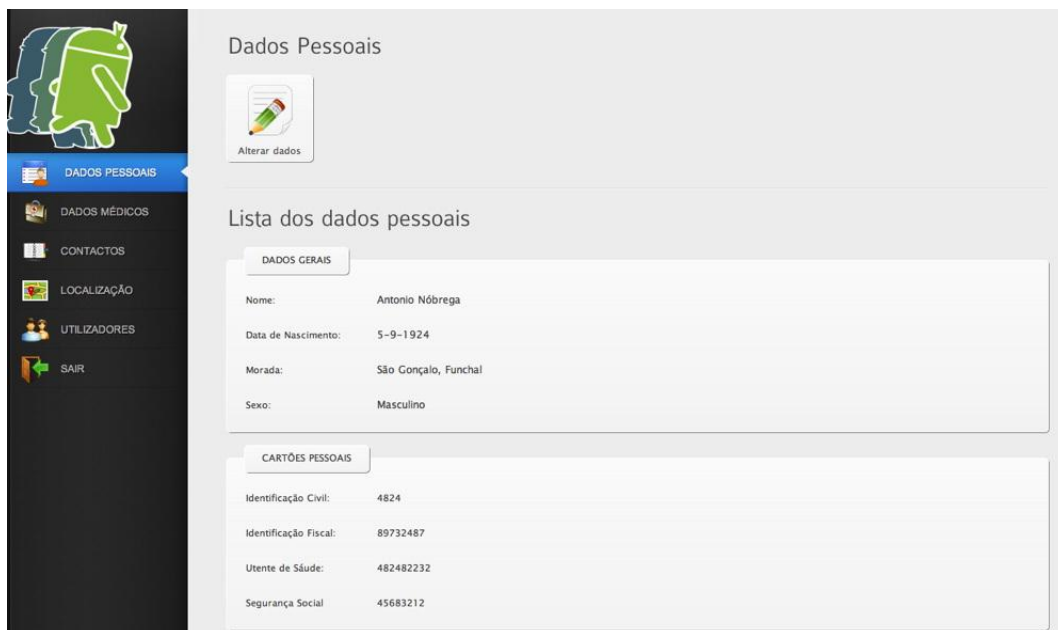 Dados Pessoais
Alterar dados
DADOS PESSOAIS
DADOS MÉDICOS
CONTACTOS
LOCALIZAÇÃO
UTILIZADORES
SAIR
Lista dos dados pessoais
DADOS GERAIS
Nome: Antonio Nóbrega
Data de Nascimento: 5-9-1924
Morada: São Gonçalo, Funchal
Sexo: Masculino
CARTÕES PESSOAIS
Identificação Civil: 4824
Identificação Fiscal: 89732487
Utente de Sáude: 482482232
Segurança Social 45683212